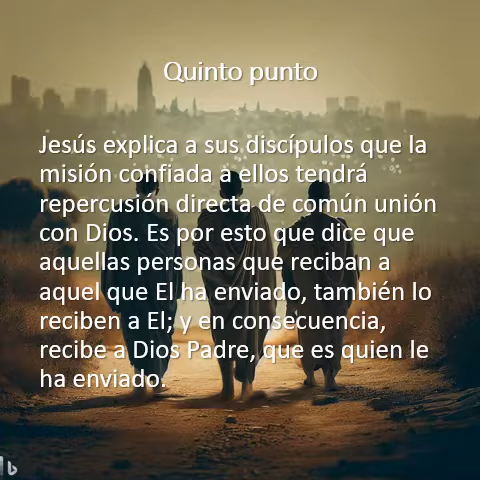 Quinto punto
Jesús explica a sus discípulos que la
misión confiada a ellos tendrá
repercusión directa de común unión
con Dios. Es por esto que dice que
aquellas personas que reciban a
aquel que El ha enviado, también lo
reciben a El; y en consecuencia,
recibe a Dios Padre, que es quien le
ha enviado.